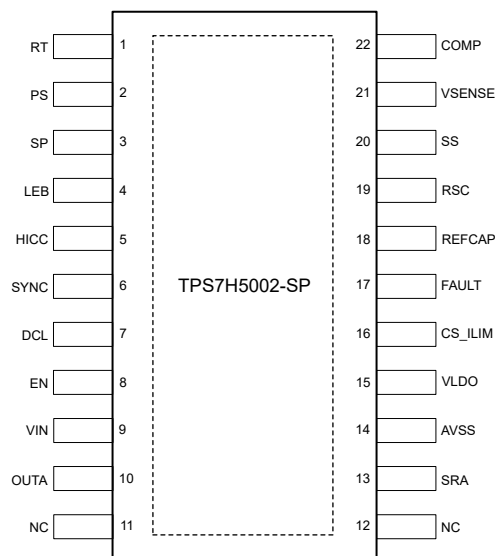 RT 1 22 COMP
PS 2 21 VSENSE
SP 3 20 SS
LEB 4 19 RSC
HICC 5 18 REFCAP
SYNC 6 TPS7H5002-SP 17 FAULT
DCL 7 16 CS_ILIM
EN 8 15 VLDO
VIN 9 14 AVSS
OUTA 10 13 SRA
NC 11 12 NC